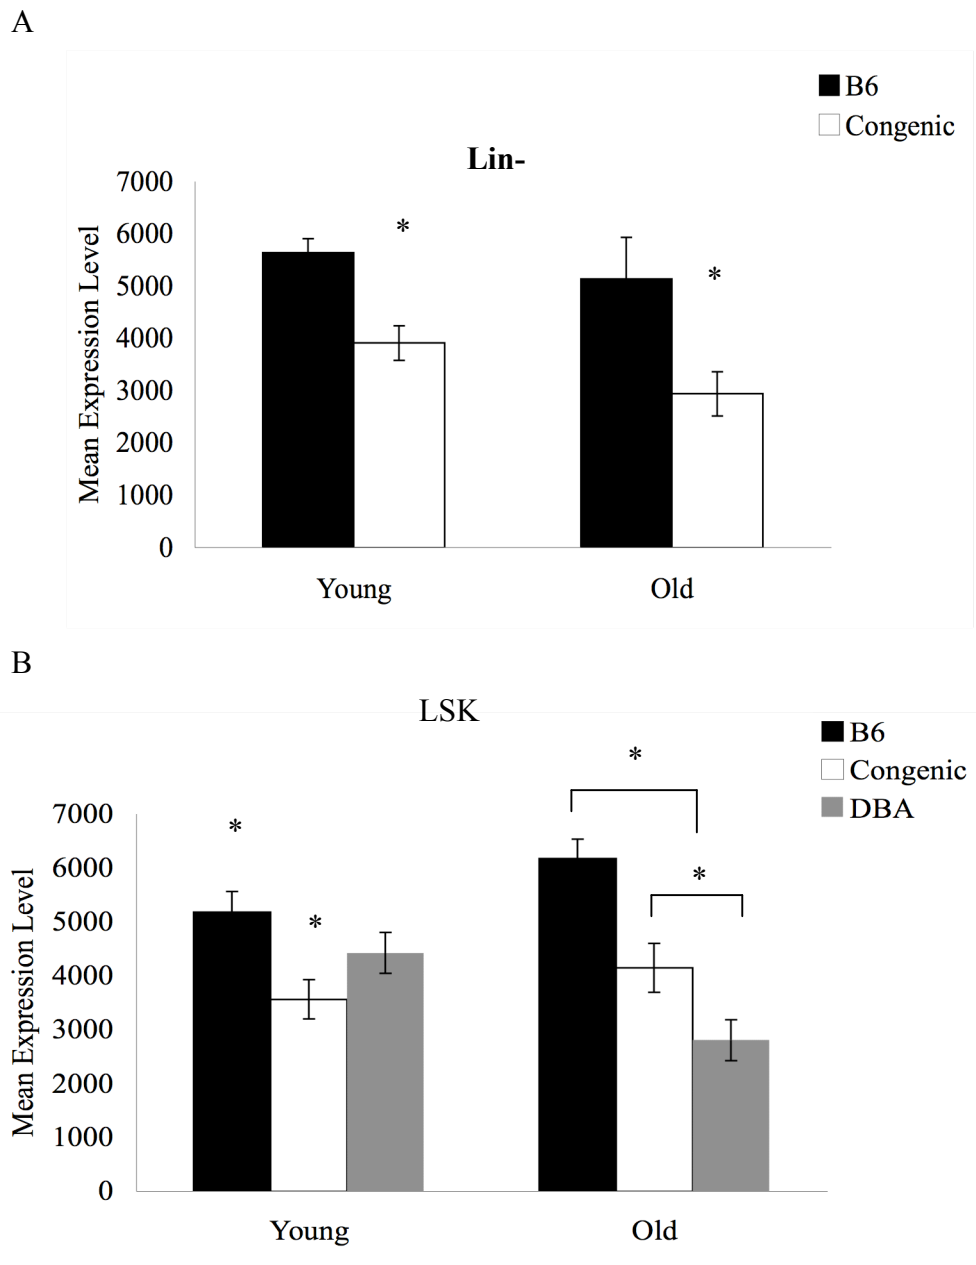 A
B6
Congenic
Lin-
Mean Expression Level
7000
6000
5000
4000
3000
2000
1000
0
*
*
Young
Old
B
LSK
B6
Congenic
DBA
Mean Expression Level
7000
6000
5000
4000
3000
2000
1000
0
*
*
*
*
Young
Old